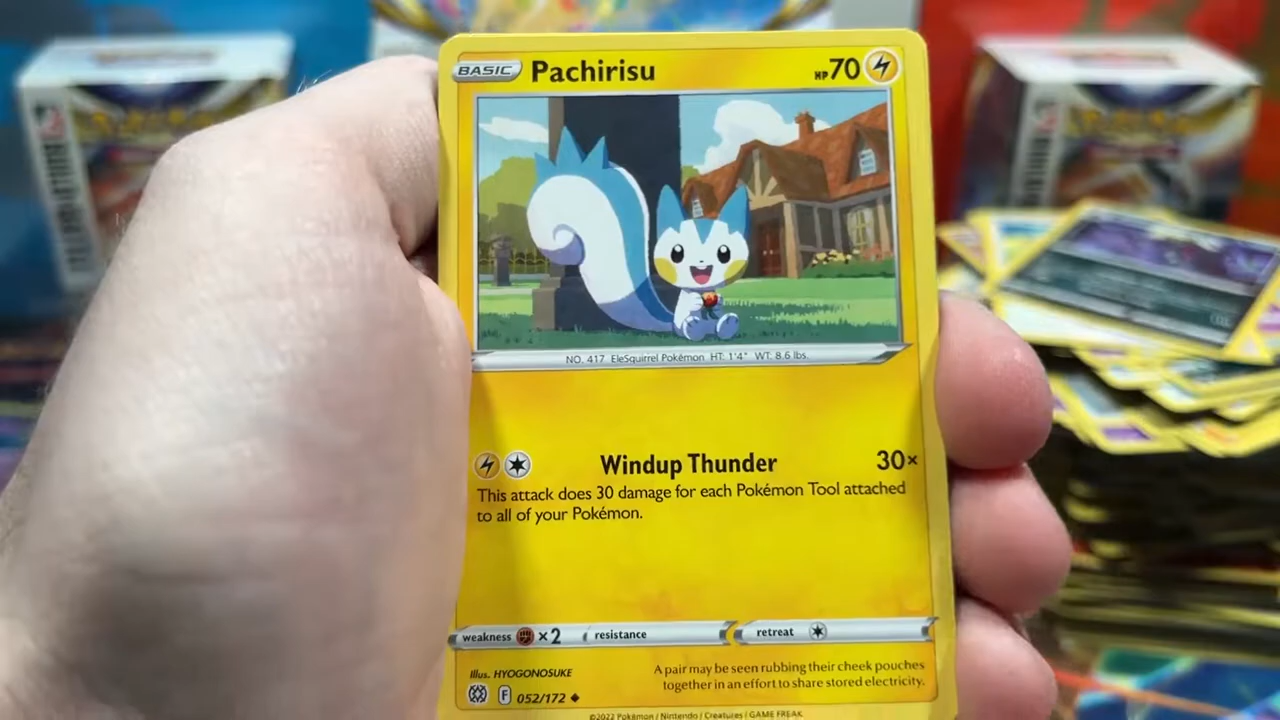 BASIC Pachirisu HP 70
NO. 417 EleSquirrel Pokémon HT: 1'4" WT: 8.6 lbs.
Windup Thunder 30×
This attack does 30 damage for each Pokémon Tool attached
to all of your Pokémon.
weakness ×2 resistance retreat
Illus. HYOGONOSUKE
A pair may be seen rubbing their cheek pouches
together in an effort to share stored electricity.
F 052/172
©2022 Pokémon / Nintendo / Creatures / GAME FREAK